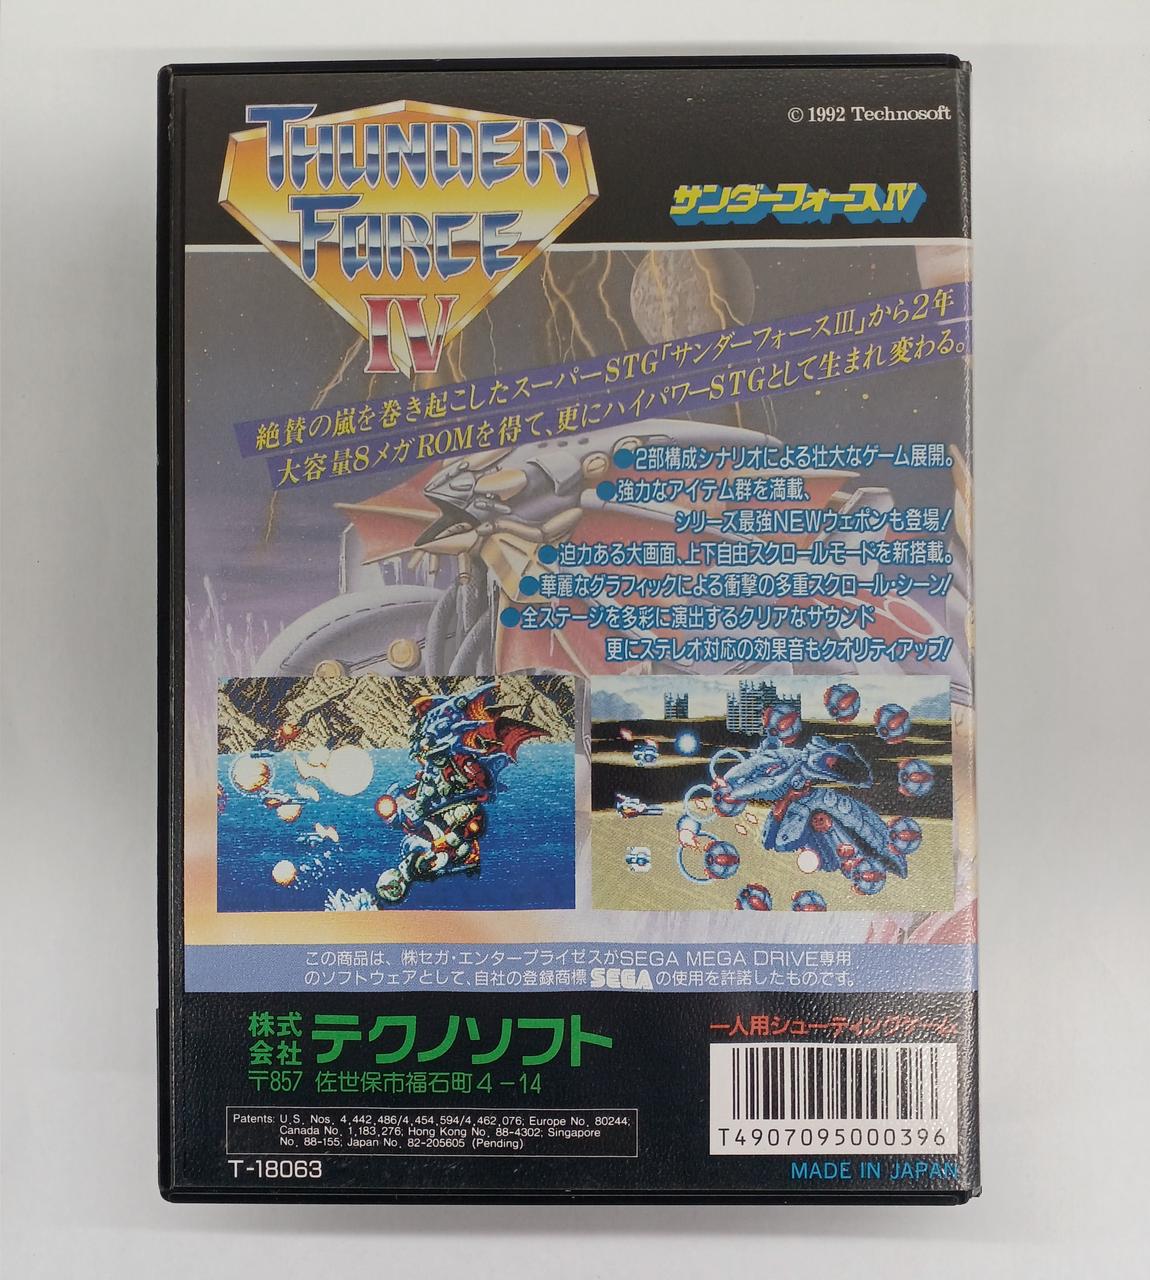 THUNDER
FORCE
IV
© 1992 Technosoft
サンダーフォースIV
絶賛の嵐を巻き起こしたスーパーSTG「サンダーフォースIII」から2年
大容量8メガROMを得て、更にハイパワーSTGとして生まれ変わる。
●2部構成シナリオによる壮大なゲーム展開。
●強力なアイテム群を満載、
シリーズ最強NEWウェポンも登場!
●迫力ある大画面、上下自由スクロールモードを新搭載。
●華麗なグラフィックによる衝撃の多重スクロール・シーン!
●全ステージを多彩に演出するクリアなサウンド
更にステレオ対応の効果音もクオリティアップ!
この商品は、㈱セガ・エンタープライゼスがSEGA MEGA DRIVE専用
のソフトウェアとして、自社の登録商標 SEGA の使用を許諾したものです。
株式会社 テクノソフト
〒857 佐世保市福石町4-14
一人用シューティングゲーム
Patents: U.S. Nos. 4,442,486/4,454,594/4,462,076; Europe No. 80244;
Canada No. 1,183,276; Hong Kong No. 88-4302; Singapore
No. 88-155; Japan No. 82-205605 (Pending)
T4907095000396
T-18063
MADE IN JAPAN